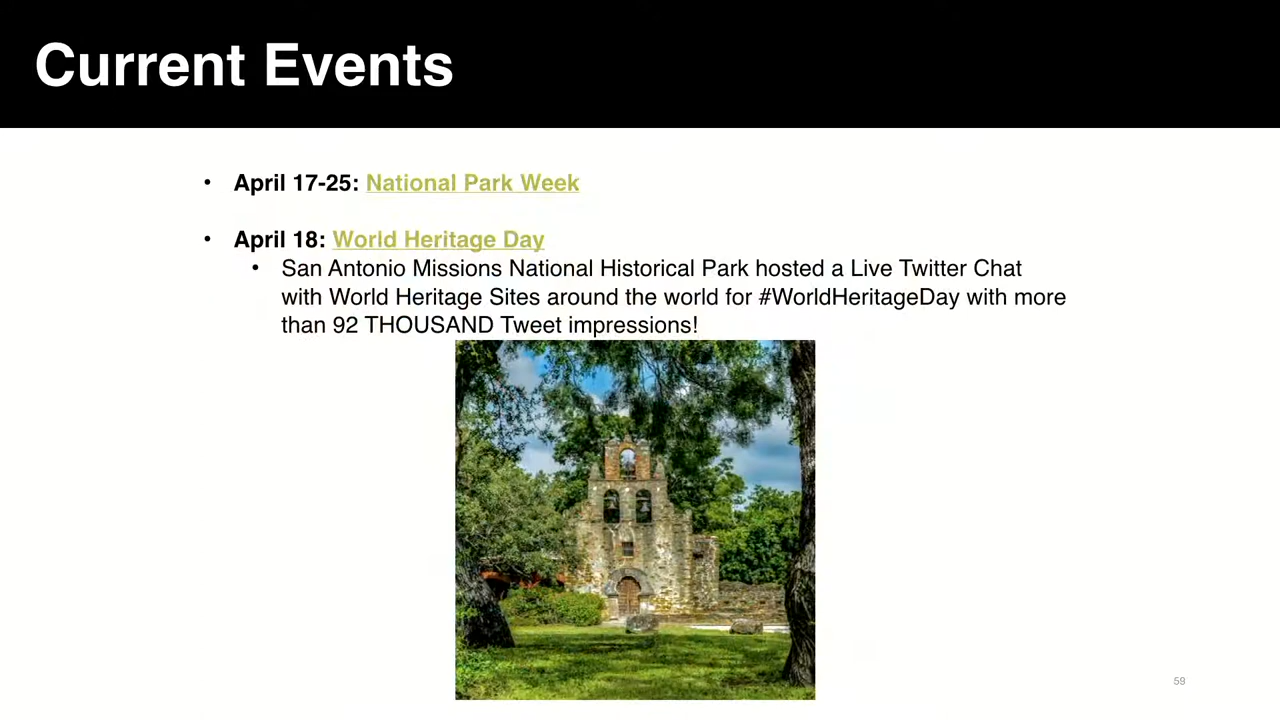 Current Events
• April 17-25: National Park Week
• April 18: World Heritage Day
• San Antonio Missions National Historical Park hosted a Live Twitter Chat
with World Heritage Sites around the world for #WorldHeritageDay with more
than 92 THOUSAND Tweet impressions!
59